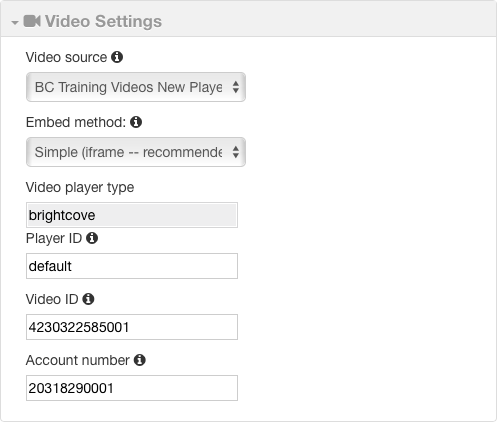 Video Settings
Video source
BC Training Videos New Playe
Embed method:
Simple (iframe -- recommende
Video player type
brightcove
Player ID
default
Video ID
4230322585001
Account number
20318290001